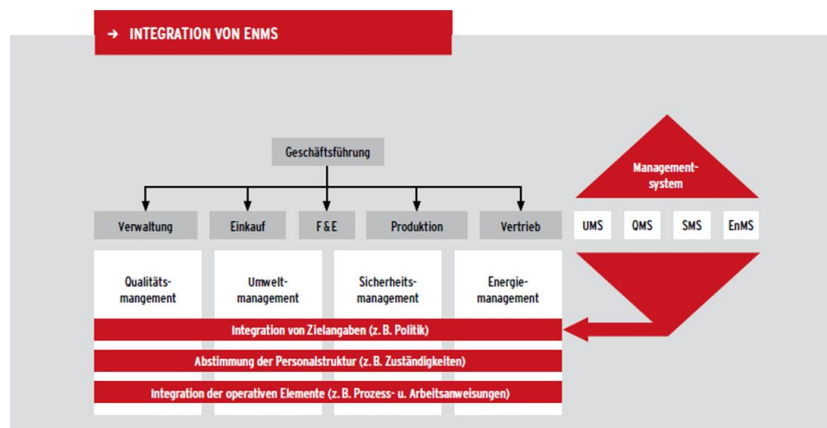 → INTEGRATION VON ENMS
Geschäftsführung
Management-
system
Verwaltung
Einkauf
F & E
Produktion
Vertrieb
UMS
QMS
SMS
EnMS
Qualitäts-
mangement
Umwelt-
management
Sicherheits-
management
Energie-
management
Integration von Zielangaben (z. B. Politik)
Abstimmung der Personalstruktur (z. B. Zuständigkeiten)
Integration der operativen Elemente (z. B. Prozess- u. Arbeitsanweisungen)